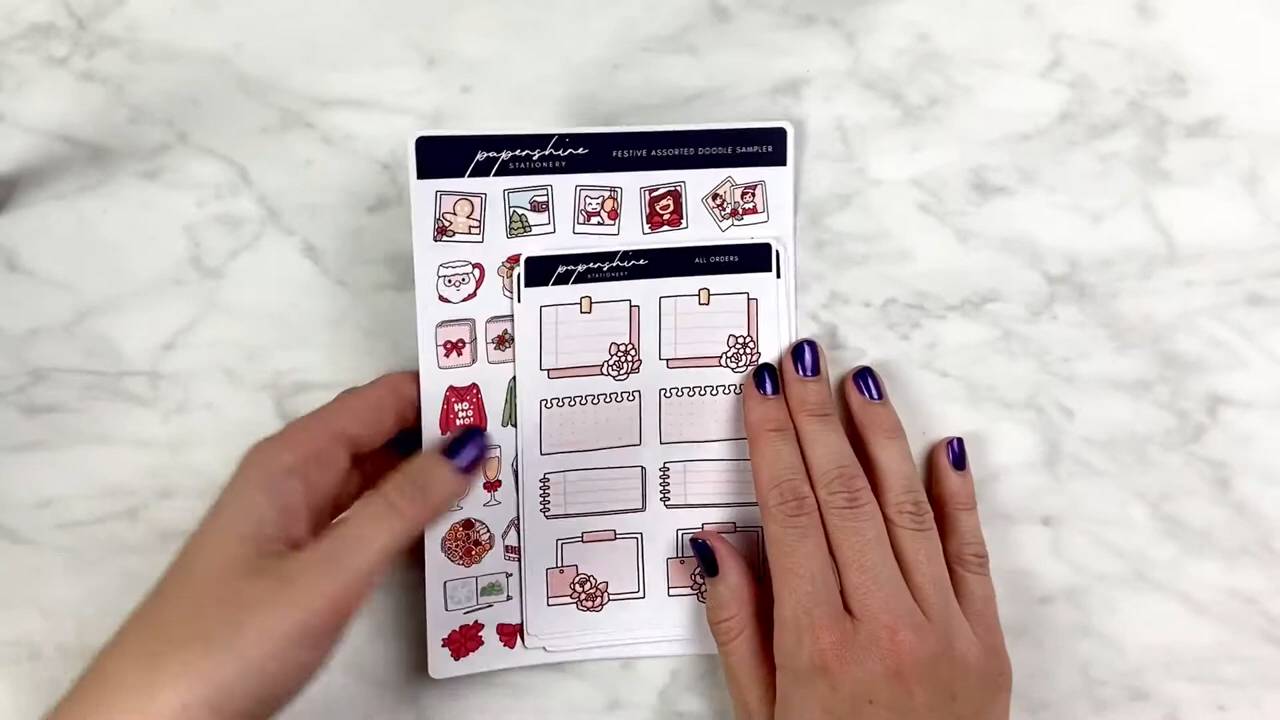 papershine
STATIONERY
FESTIVE ASSORTED DOODLE SAMPLER
papershine
STATIONERY
ALL ORDERS
HO
HO
HO!